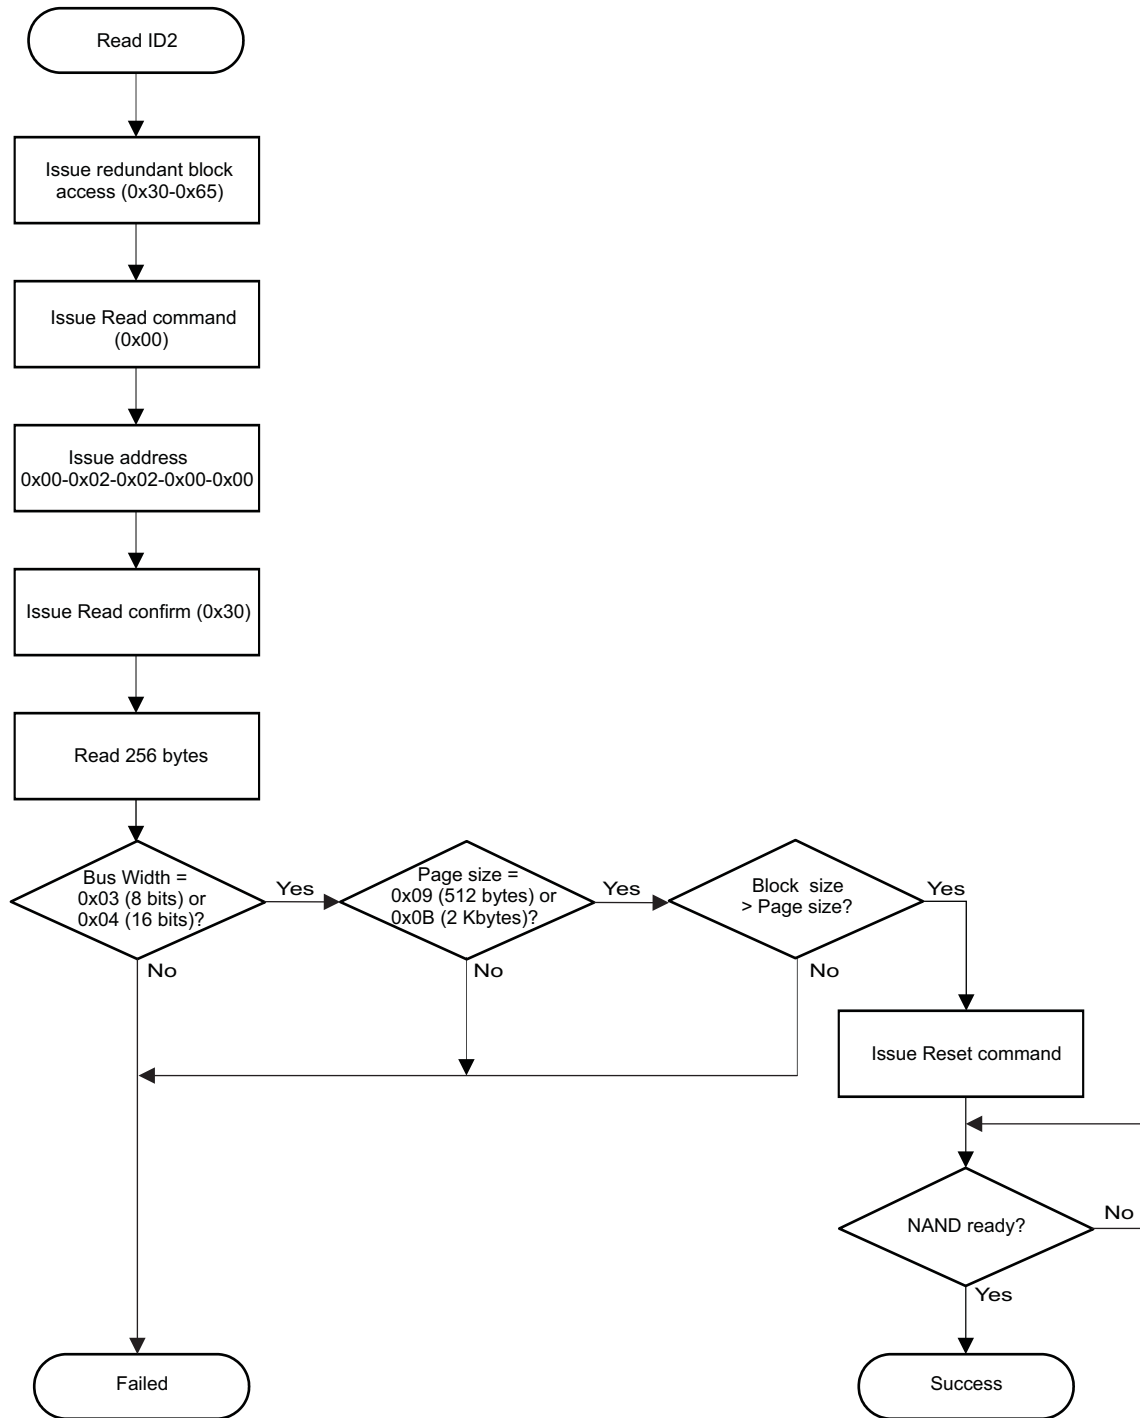 Read ID2
Issue redundant block
access (0x30-0x65)
Issue Read command
(0x00)
Issue address
0x00-0x02-0x02-0x00-0x00
Issue Read confirm (0x30)
Read 256 bytes
Bus Width =
0x03 (8 bits) or
0x04 (16 bits)?
Yes
No
Page size =
0x09 (512 bytes) or
0x0B (2 Kbytes)?
Yes
No
Block size
> Page size?
Yes
No
Issue Reset command
NAND ready?
No
Yes
Failed
Success